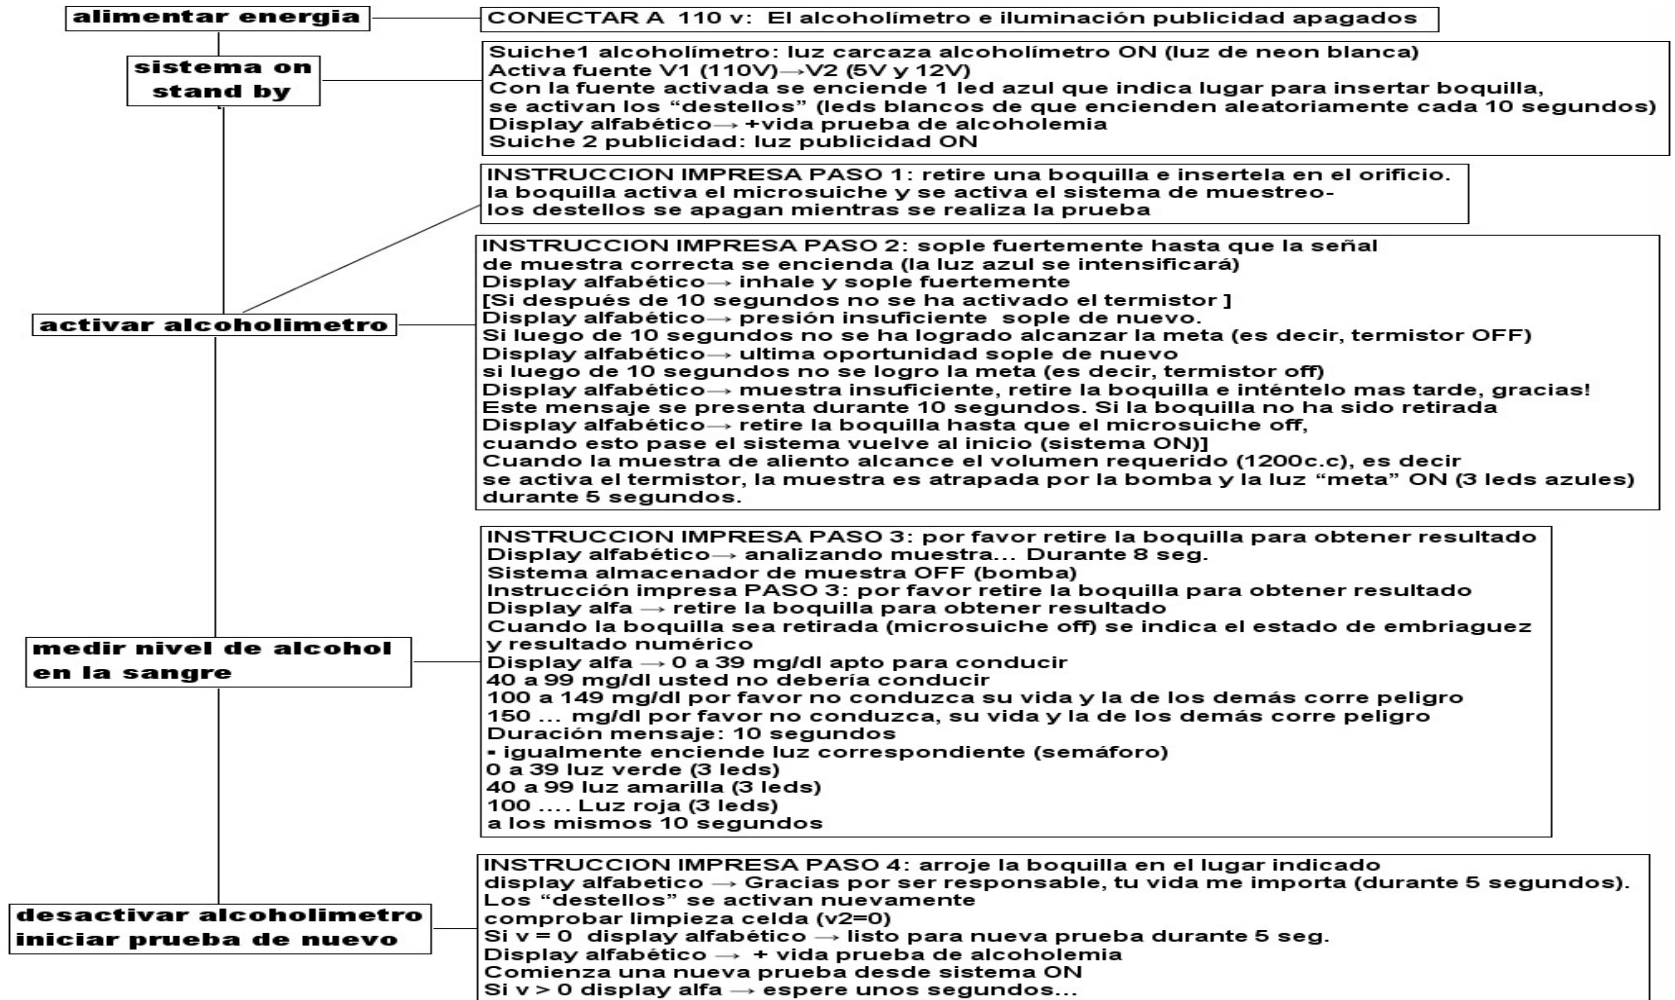 alimentar energia
CONECTAR A 110 v: El alcoholímetro e iluminación publicidad apagados
sistema on
stand by
Suiche1 alcoholímetro: luz carcaza alcoholímetro ON (luz de neon blanca)
Activa fuente V1 (110V)→V2 (5V y 12V)
Con la fuente activada se enciende 1 led azul que indica lugar para insertar boquilla,
se activan los “destellos” (leds blancos de que encienden aleatoriamente cada 10 segundos)
Display alfabético→ +vida prueba de alcoholemia
Suiche 2 publicidad: luz publicidad ON
INSTRUCCION IMPRESA PASO 1: retire una boquilla e insertela en el orificio.
la boquilla activa el microsuiche y se activa el sistema de muestreo-
los destellos se apagan mientras se realiza la prueba
activar alcoholimetro
INSTRUCCION IMPRESA PASO 2: sople fuertemente hasta que la señal
de muestra correcta se encienda (la luz azul se intensificará)
Display alfabético→ inhale y sople fuertemente
[Si después de 10 segundos no se ha activado el termistor ]
Display alfabético→ presión insuficiente sople de nuevo.
Si luego de 10 segundos no se ha logrado alcanzar la meta (es decir, termistor OFF)
Display alfabético→ ultima oportunidad sople de nuevo
si luego de 10 segundos no se logro la meta (es decir, termistor off)
Display alfabético→ muestra insuficiente, retire la boquilla e inténtelo mas tarde, gracias!
Este mensaje se presenta durante 10 segundos. Si la boquilla no ha sido retirada
Display alfabético→ retire la boquilla hasta que el microsuiche off,
cuando esto pase el sistema vuelve al inicio (sistema ON)]
Cuando la muestra de aliento alcance el volumen requerido (1200c.c), es decir
se activa el termistor, la muestra es atrapada por la bomba y la luz “meta” ON (3 leds azules)
durante 5 segundos.
medir nivel de alcohol
en la sangre
INSTRUCCION IMPRESA PASO 3: por favor retire la boquilla para obtener resultado
Display alfabético→ analizando muestra... Durante 8 seg.
Sistema almacenador de muestra OFF (bomba)
Instrucción impresa PASO 3: por favor retire la boquilla para obtener resultado
Display alfa → retire la boquilla para obtener resultado
Cuando la boquilla sea retirada (microsuiche off) se indica el estado de embriaguez
y resultado numérico
Display alfa → 0 a 39 mg/dl apto para conducir
40 a 99 mg/dl usted no debería conducir
100 a 149 mg/dl por favor no conduzca su vida y la de los demás corre peligro
150 ... mg/dl por favor no conduzca, su vida y la de los demás corre peligro
Duración mensaje: 10 segundos
▪ igualmente enciende luz correspondiente (semáforo)
0 a 39 luz verde (3 leds)
40 a 99 luz amarilla (3 leds)
100 .... Luz roja (3 leds)
a los mismos 10 segundos
desactivar alcoholimetro
iniciar prueba de nuevo
INSTRUCCION IMPRESA PASO 4: arroje la boquilla en el lugar indicado
display alfabetico → Gracias por ser responsable, tu vida me importa (durante 5 segundos).
Los “destellos” se activan nuevamente
comprobar limpieza celda (v2=0)
Si v = 0 display alfabético → listo para nueva prueba durante 5 seg.
Display alfabético → + vida prueba de alcoholemia
Comienza una nueva prueba desde sistema ON
Si v > 0 display alfa → espere unos segundos...